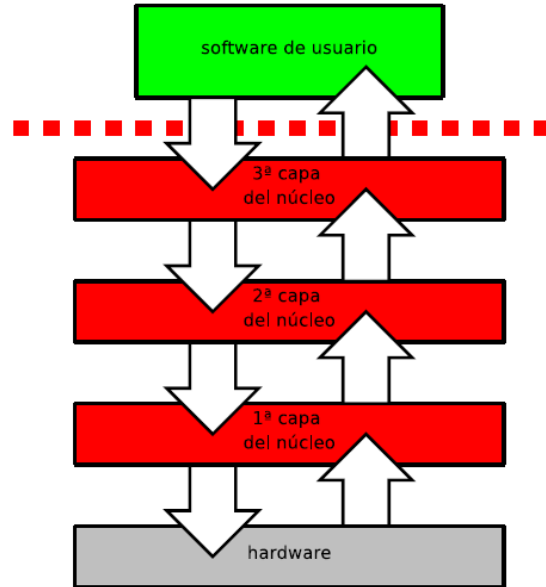 software de usuario
3ª capa
del núcleo
2ª capa
del núcleo
1ª capa
del núcleo
hardware